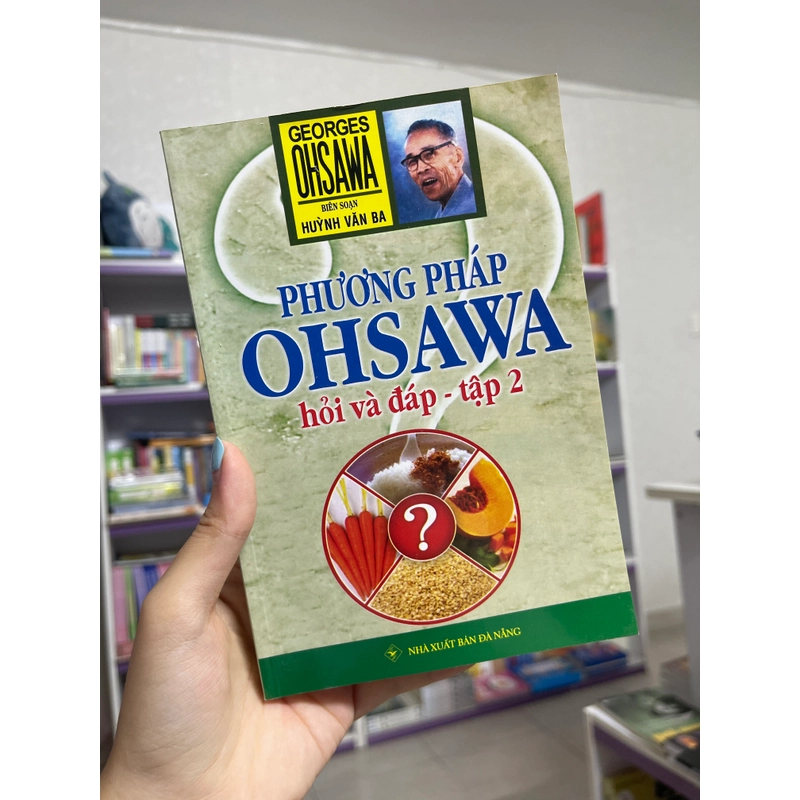 GEORGES
OHSAWA
BIÊN SOẠN
HUỲNH VĂN BA
PHƯƠNG PHÁP
OHSAWA
hỏi và đáp - tập 2
?
NHÀ XUẤT BẢN ĐÀ NẴNG